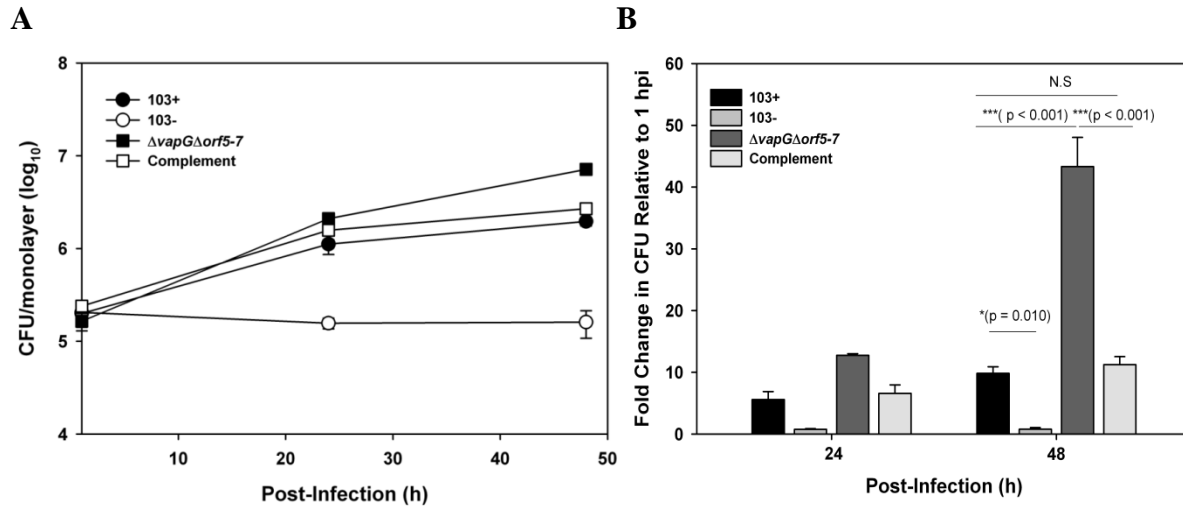 A
CFU/monolayer (log10)
8
7
6
5
4
103+
103-
ΔvapGΔorf5-7
Complement
10
20
30
40
50
Post-Infection (h)
B
Fold Change in CFU Relative to 1 hpi
60
50
40
30
20
10
0
103+
103-
ΔvapGΔorf5-7
Complement
N.S
***( p < 0.001) ***(p < 0.001)
*(p = 0.010)
24
48
Post-Infection (h)